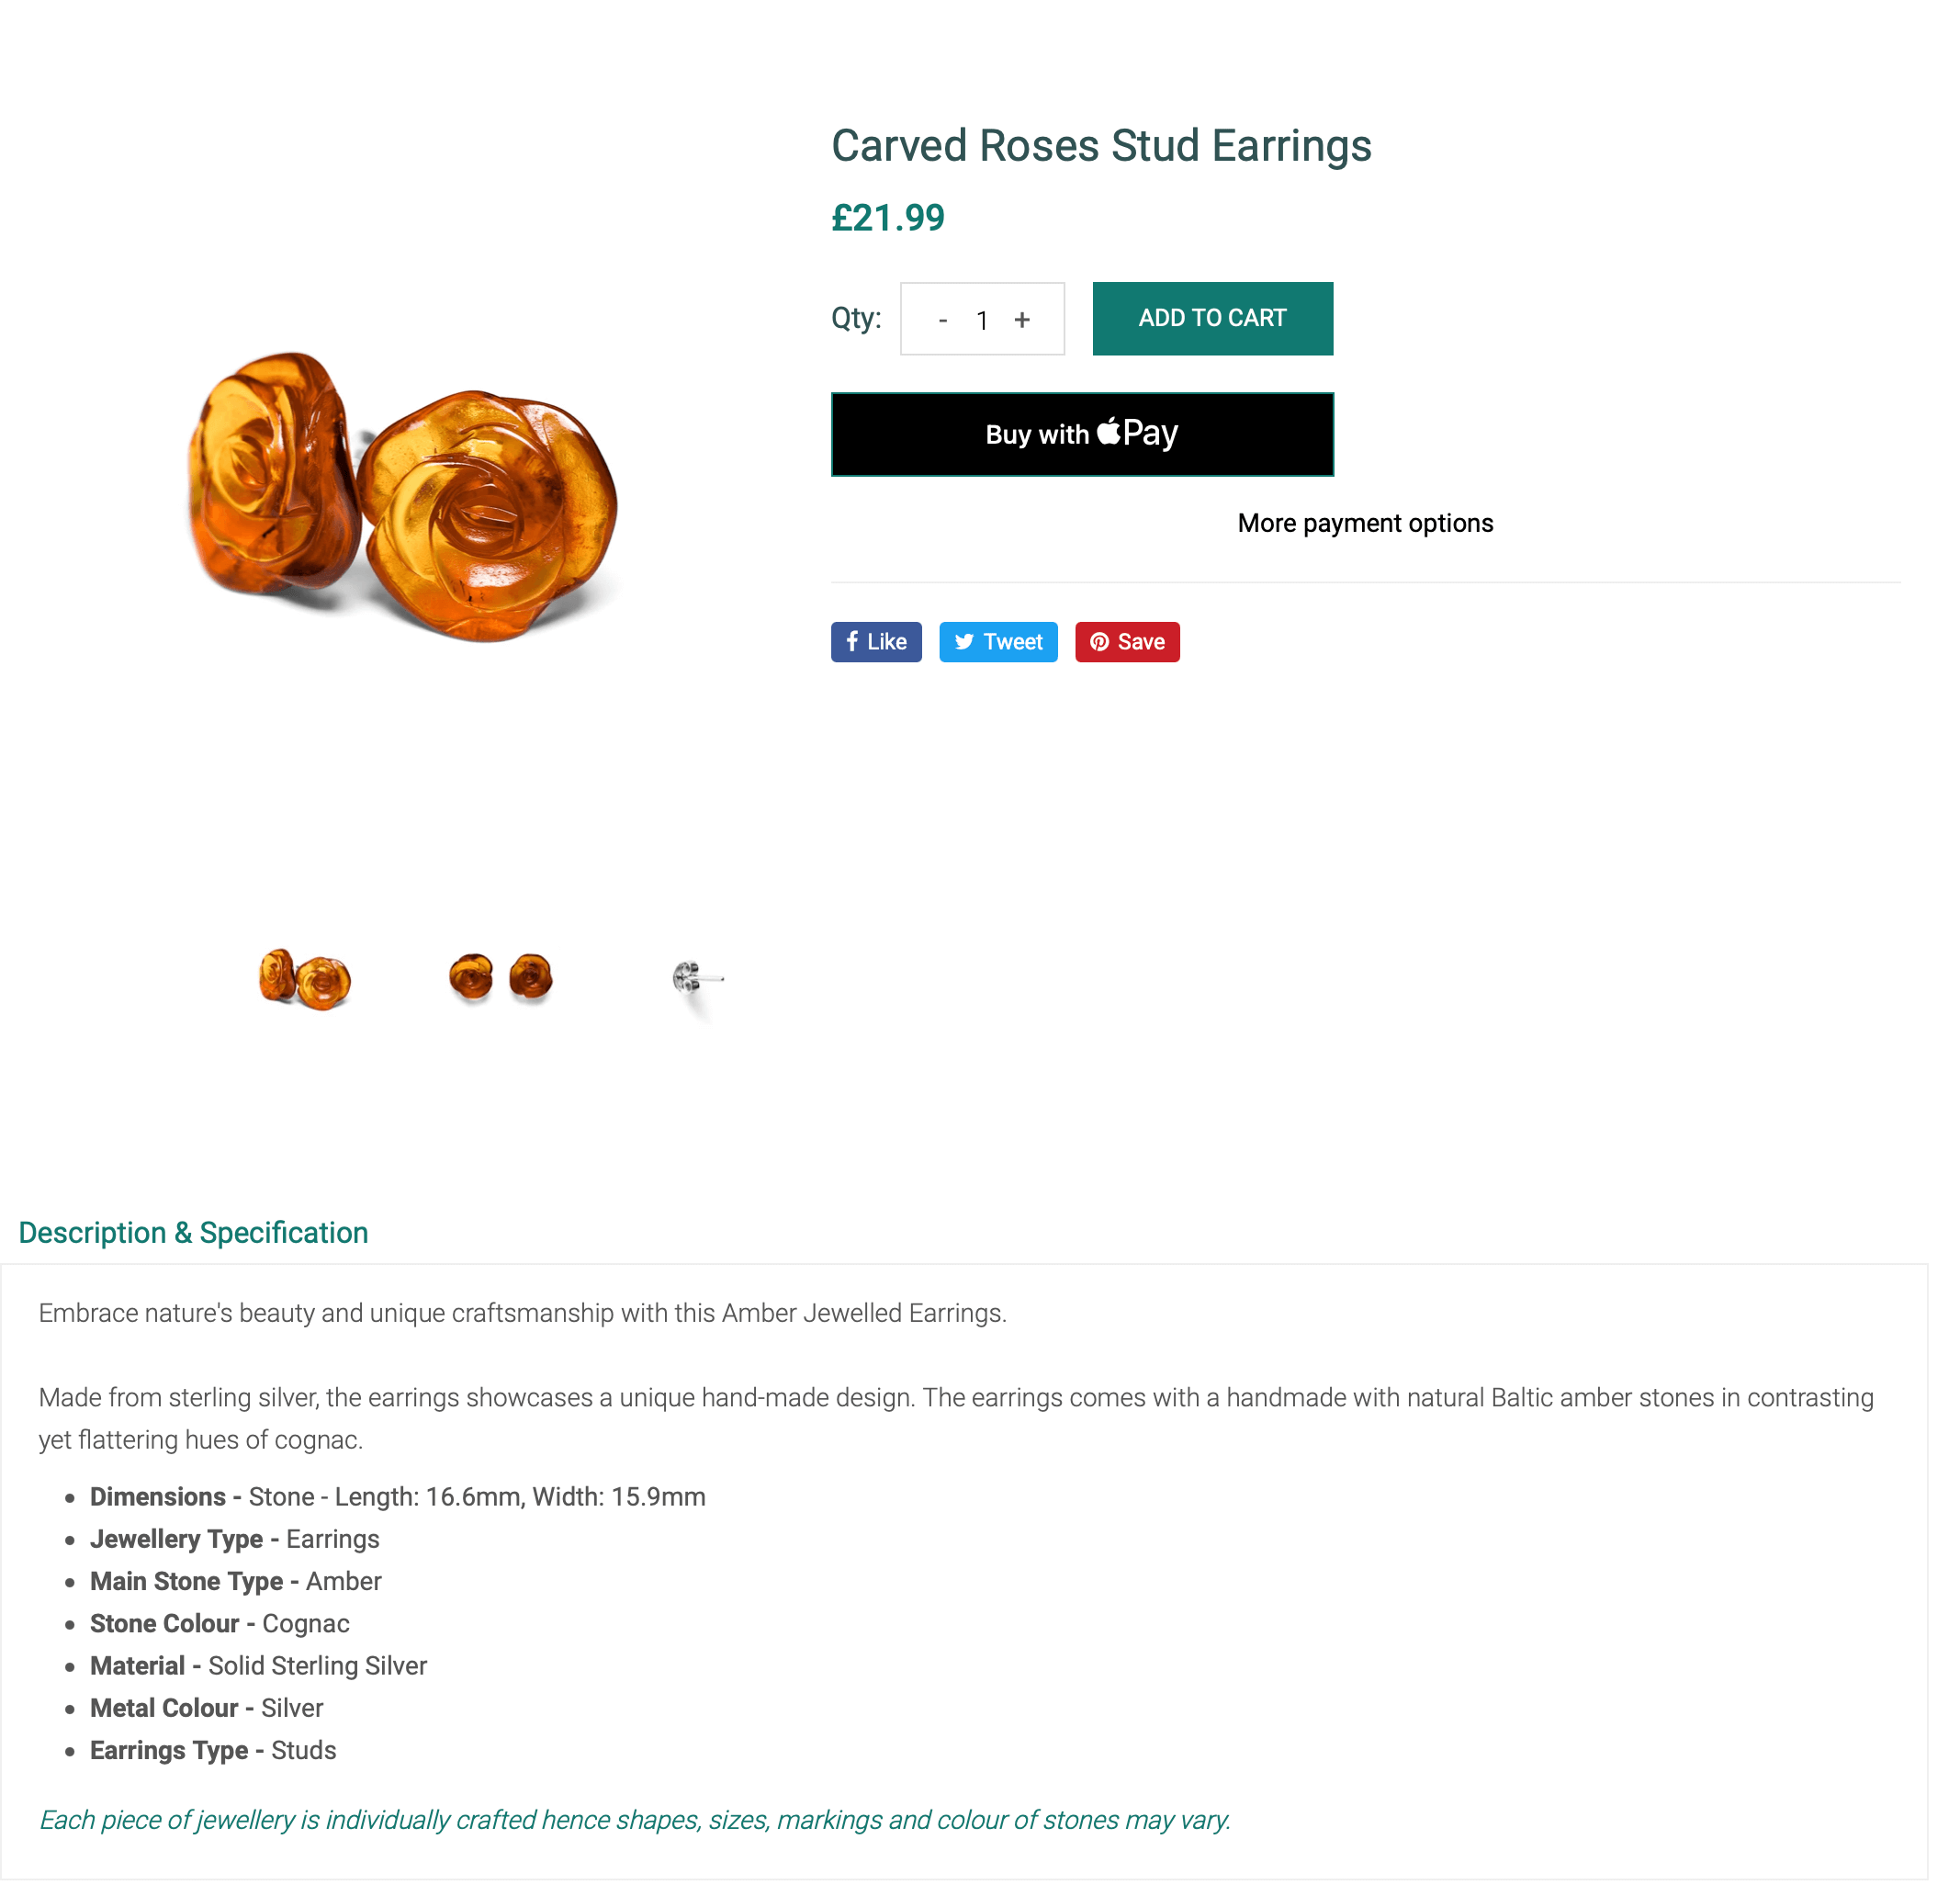 Carved Roses Stud Earrings
£21.99
Qty: - 1 + ADD TO CART
Buy with Pay
More payment options
Like Tweet Save
Description & Specification
Embrace nature's beauty and unique craftsmanship with this Amber Jewelled Earrings.
Made from sterling silver, the earrings showcases a unique hand-made design. The earrings comes with a handmade with natural Baltic amber stones in contrasting
yet flattering hues of cognac.
• Dimensions - Stone - Length: 16.6mm, Width: 15.9mm
• Jewellery Type - Earrings
• Main Stone Type - Amber
• Stone Colour - Cognac
• Material - Solid Sterling Silver
• Metal Colour - Silver
• Earrings Type - Studs
Each piece of jewellery is individually crafted hence shapes, sizes, markings and colour of stones may vary.